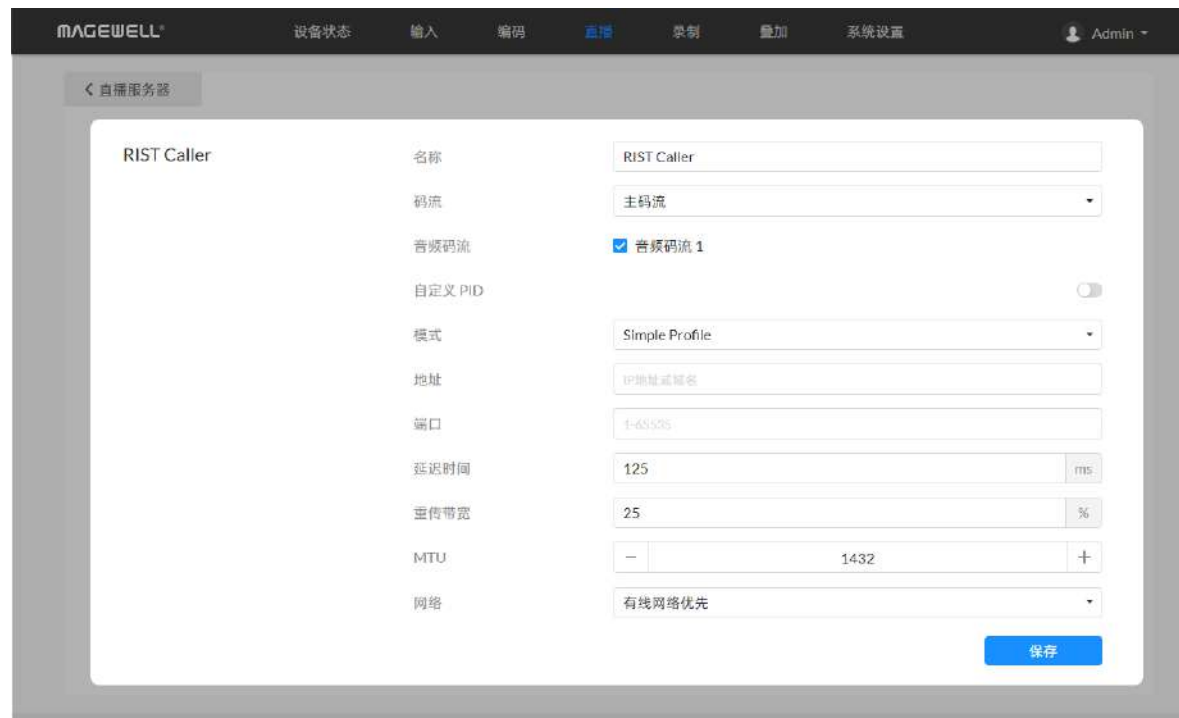 MAGEWELL 设备状态 输入 编码 直播 录制 叠加 系统设置 Admin
直播服务器
RIST Caller 名称 RIST Caller
码流 主码流
音频码流 音频码流 1
自定义 PID
模式 Simple Profile
地址 IP地址或域名
端口 1-65535
延迟时间 125 ms
重传带宽 25 %
MTU − 1432 +
网络 有线网络优先
保存